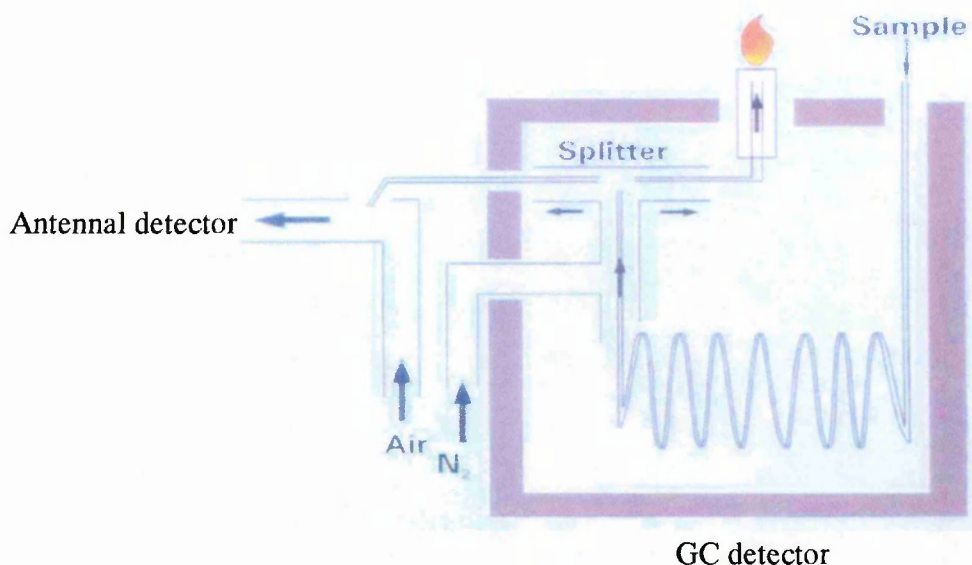 Sample
Splitter
Antennal detector
Air
N₂
GC detector